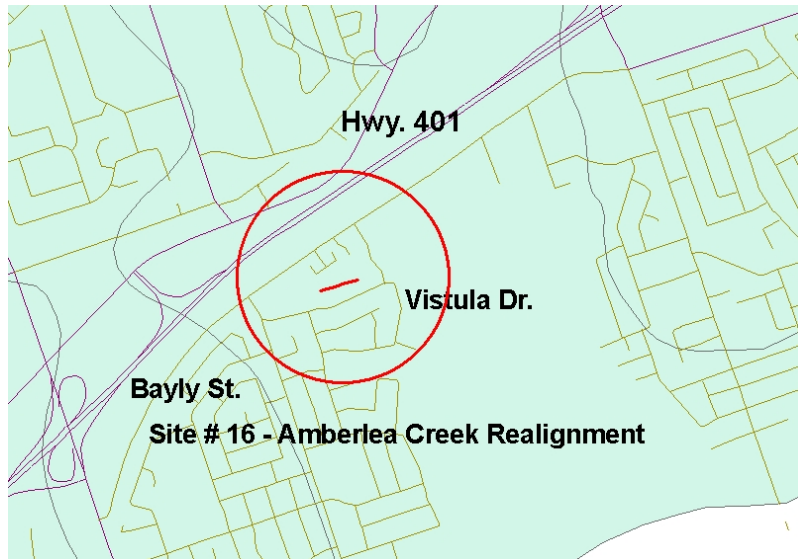 Hwy. 401
Vistula Dr.
Bayly St.
Site # 16 - Amberlea Creek Realignment